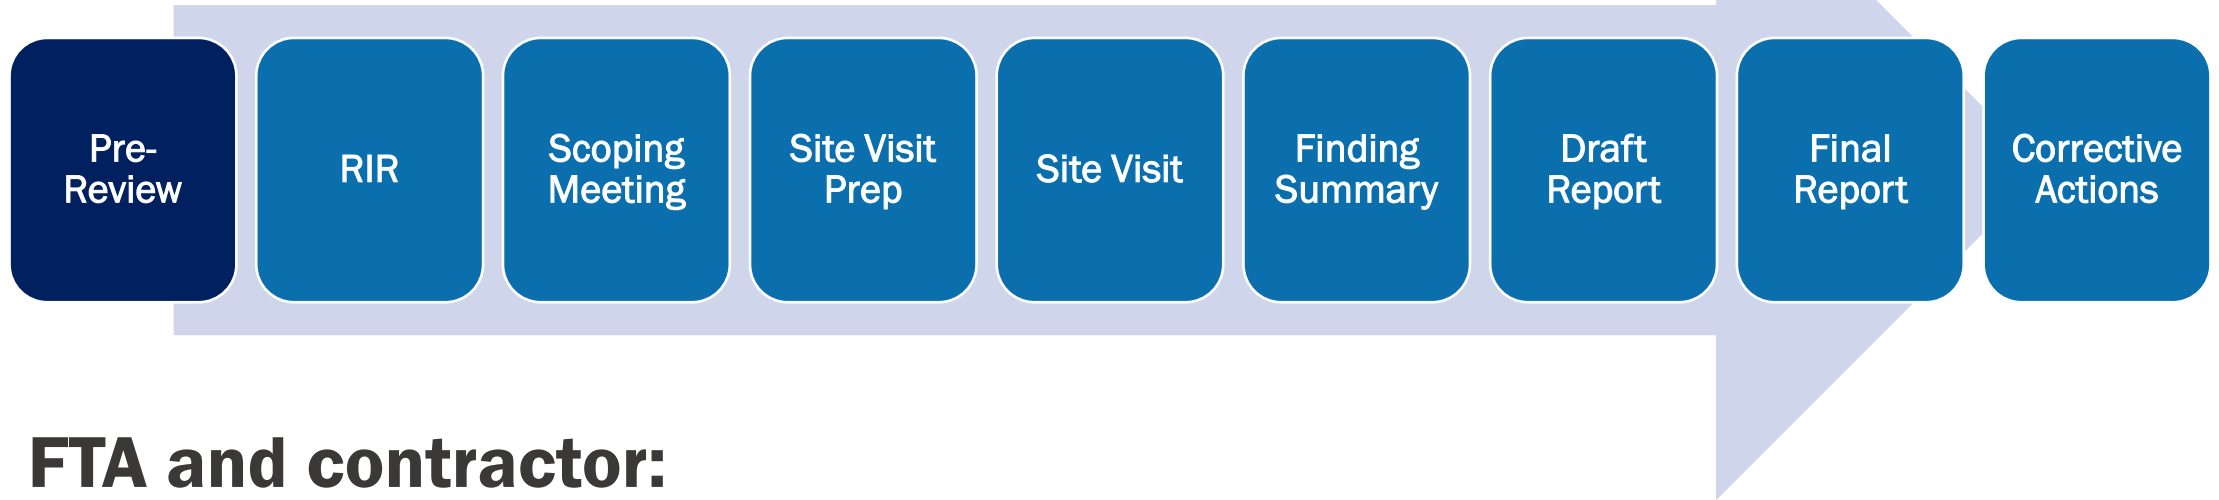 Pre-
Review
RIR
Scoping
Meeting
Site Visit
Prep
Site Visit
Finding
Summary
Draft
Report
Final
Report
Corrective
Actions
FTA and contractor: